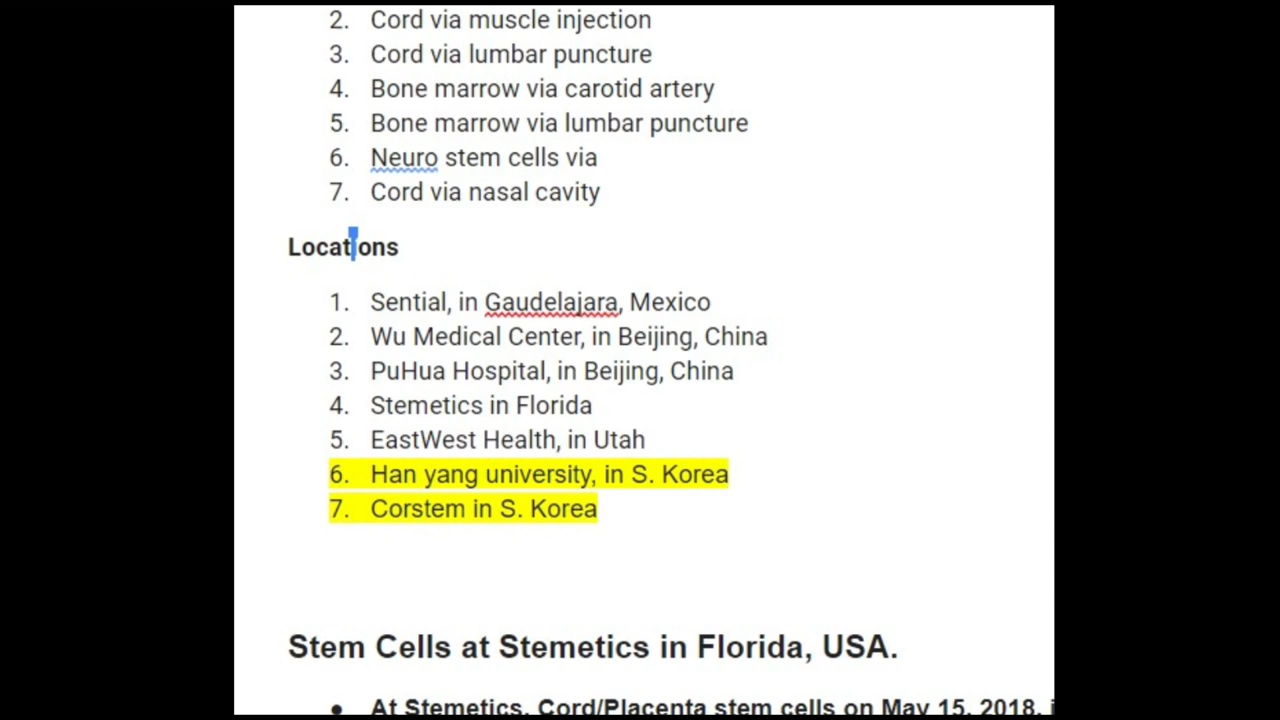 2. Cord via muscle injection
3. Cord via lumbar puncture
4. Bone marrow via carotid artery
5. Bone marrow via lumbar puncture
6. Neuro stem cells via
7. Cord via nasal cavity
Locations
1. Sential, in Gaudelajara, Mexico
2. Wu Medical Center, in Beijing, China
3. PuHua Hospital, in Beijing, China
4. Stemetics in Florida
5. EastWest Health, in Utah
6. Han yang university, in S. Korea
7. Corstem in S. Korea
Stem Cells at Stemetics in Florida, USA.
● At Stemetics, Cord/Placenta stem cells on May 15, 2018,